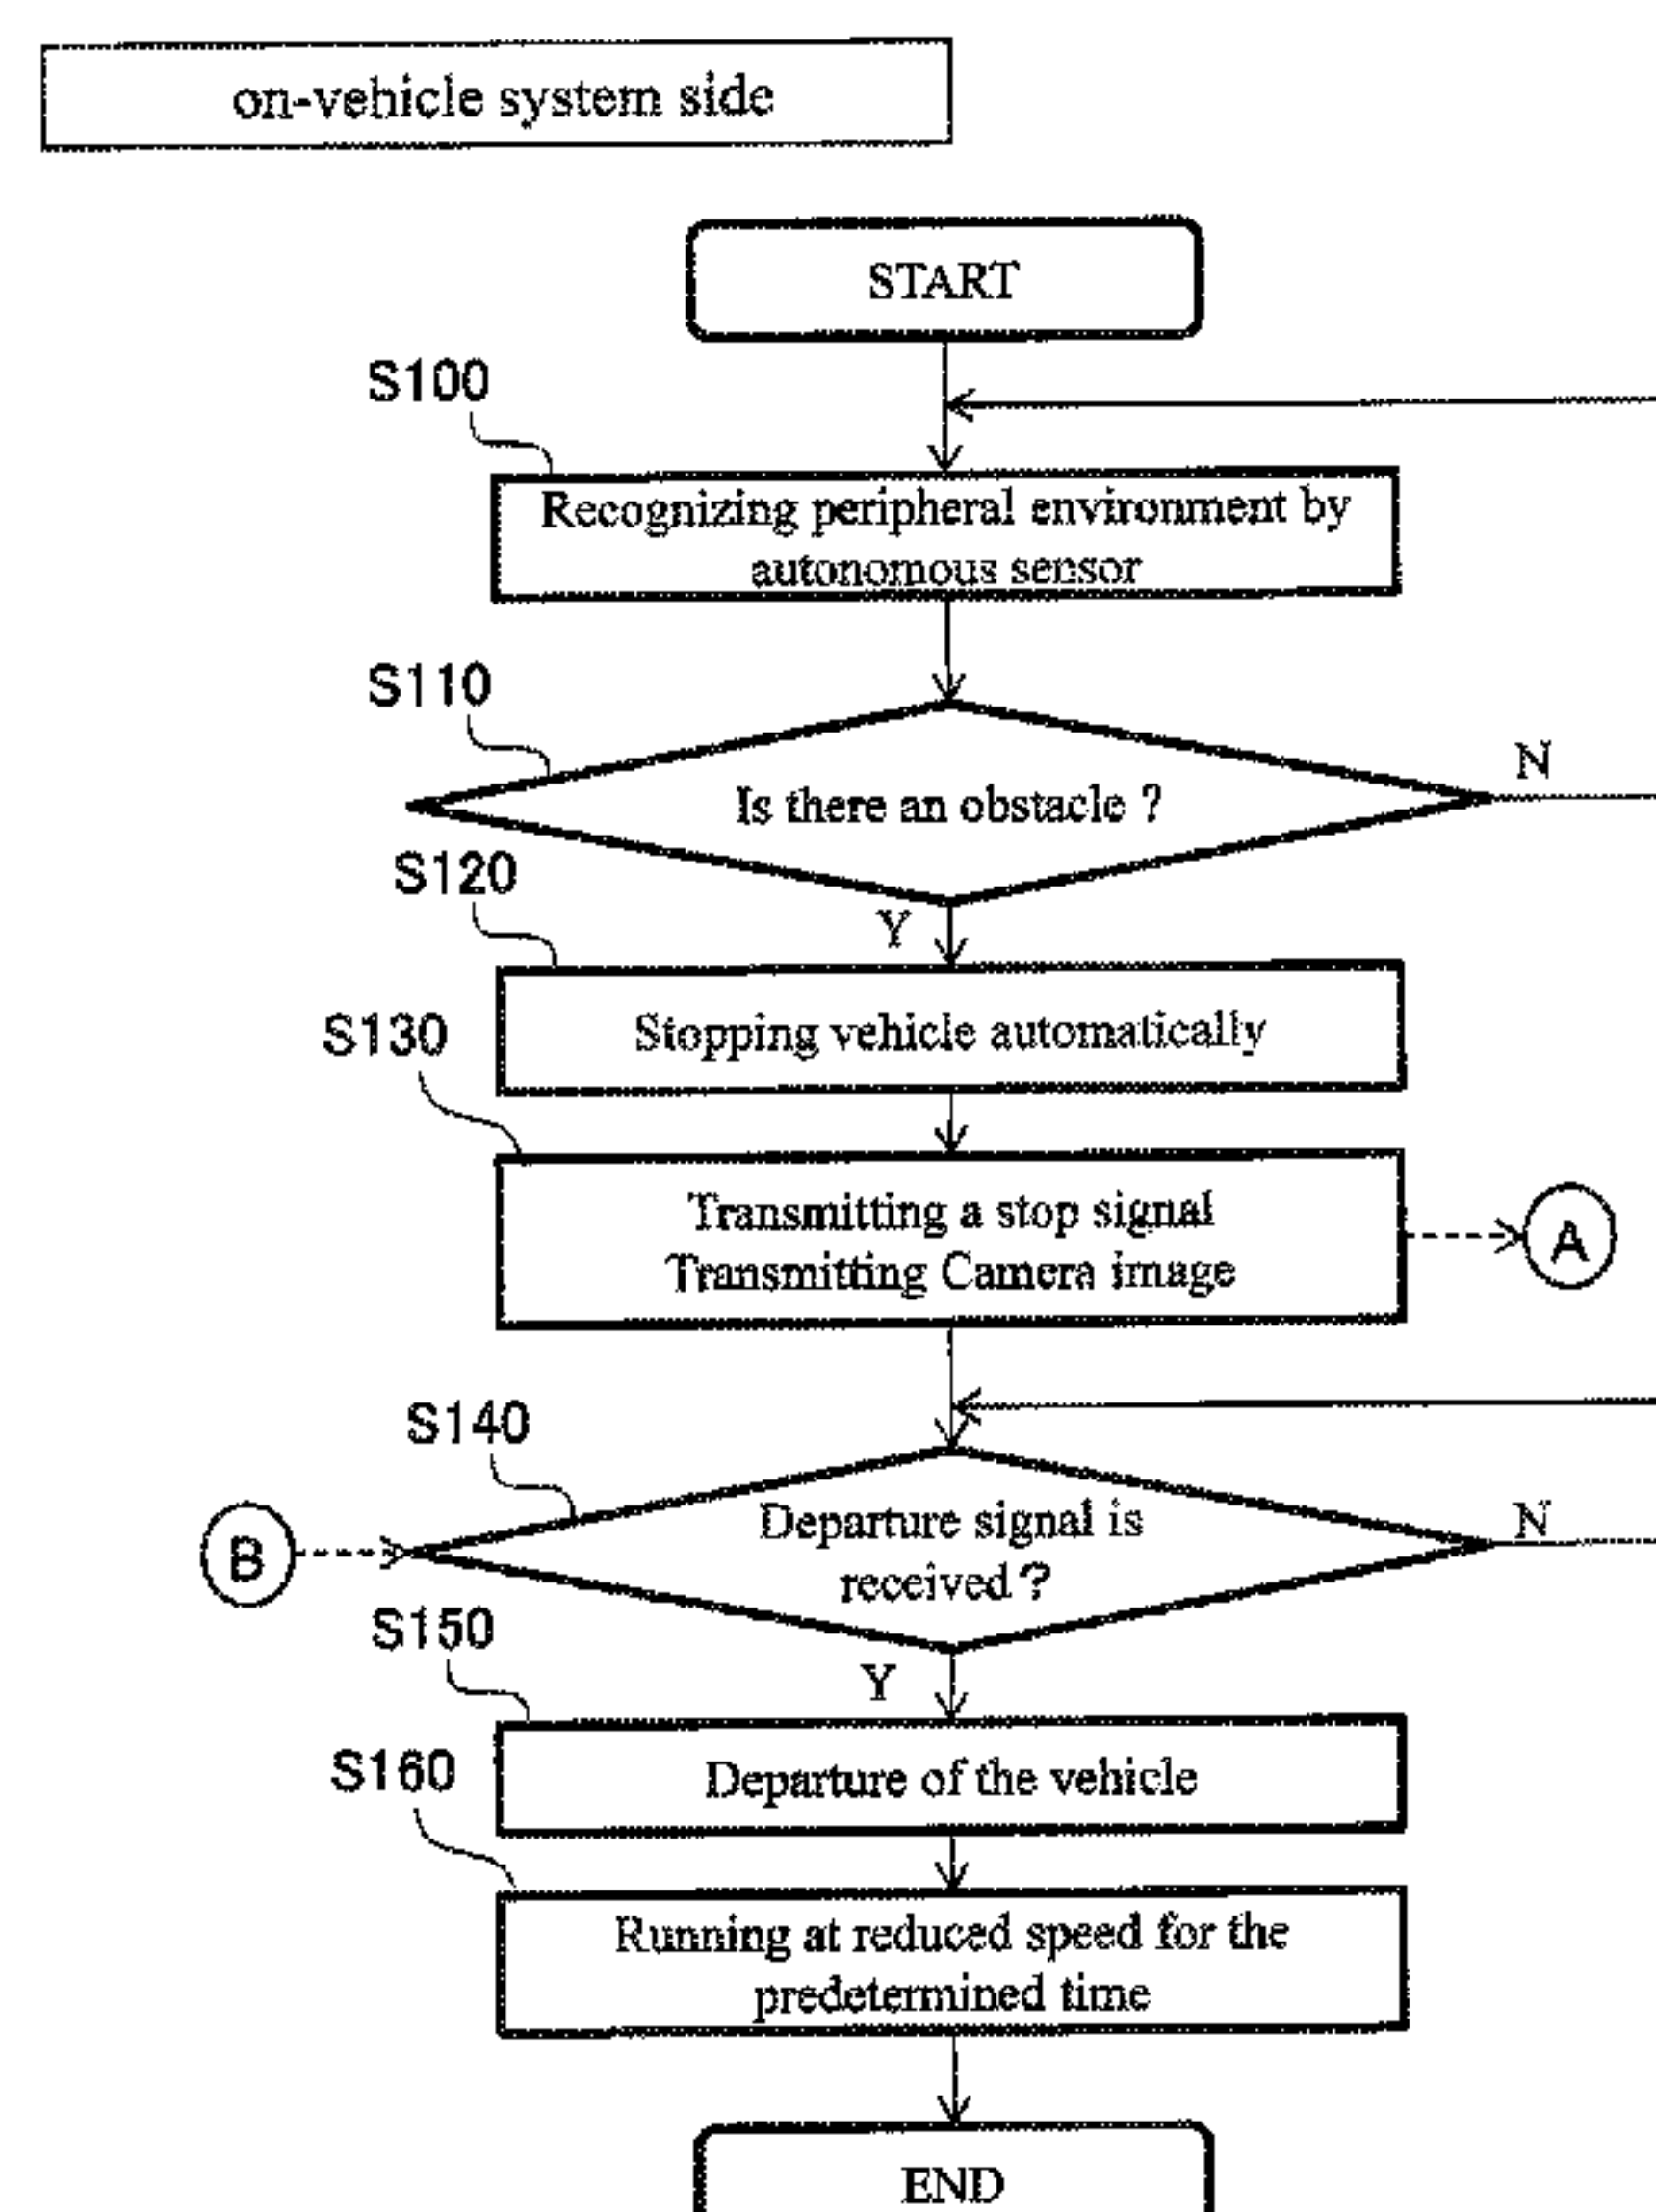 on-vehicle system side
START
S100
Recognizing peripheral environment by
autonomous sensor
S110
Is there an obstacle ?
N
S120
Y
Stopping vehicle automatically
S130
Transmitting a stop signal
Transmitting Camera image
A
S140
Departure signal is
received ?
N
B
S150
Y
Departure of the vehicle
S160
Running at reduced speed for the
predetermined time
END